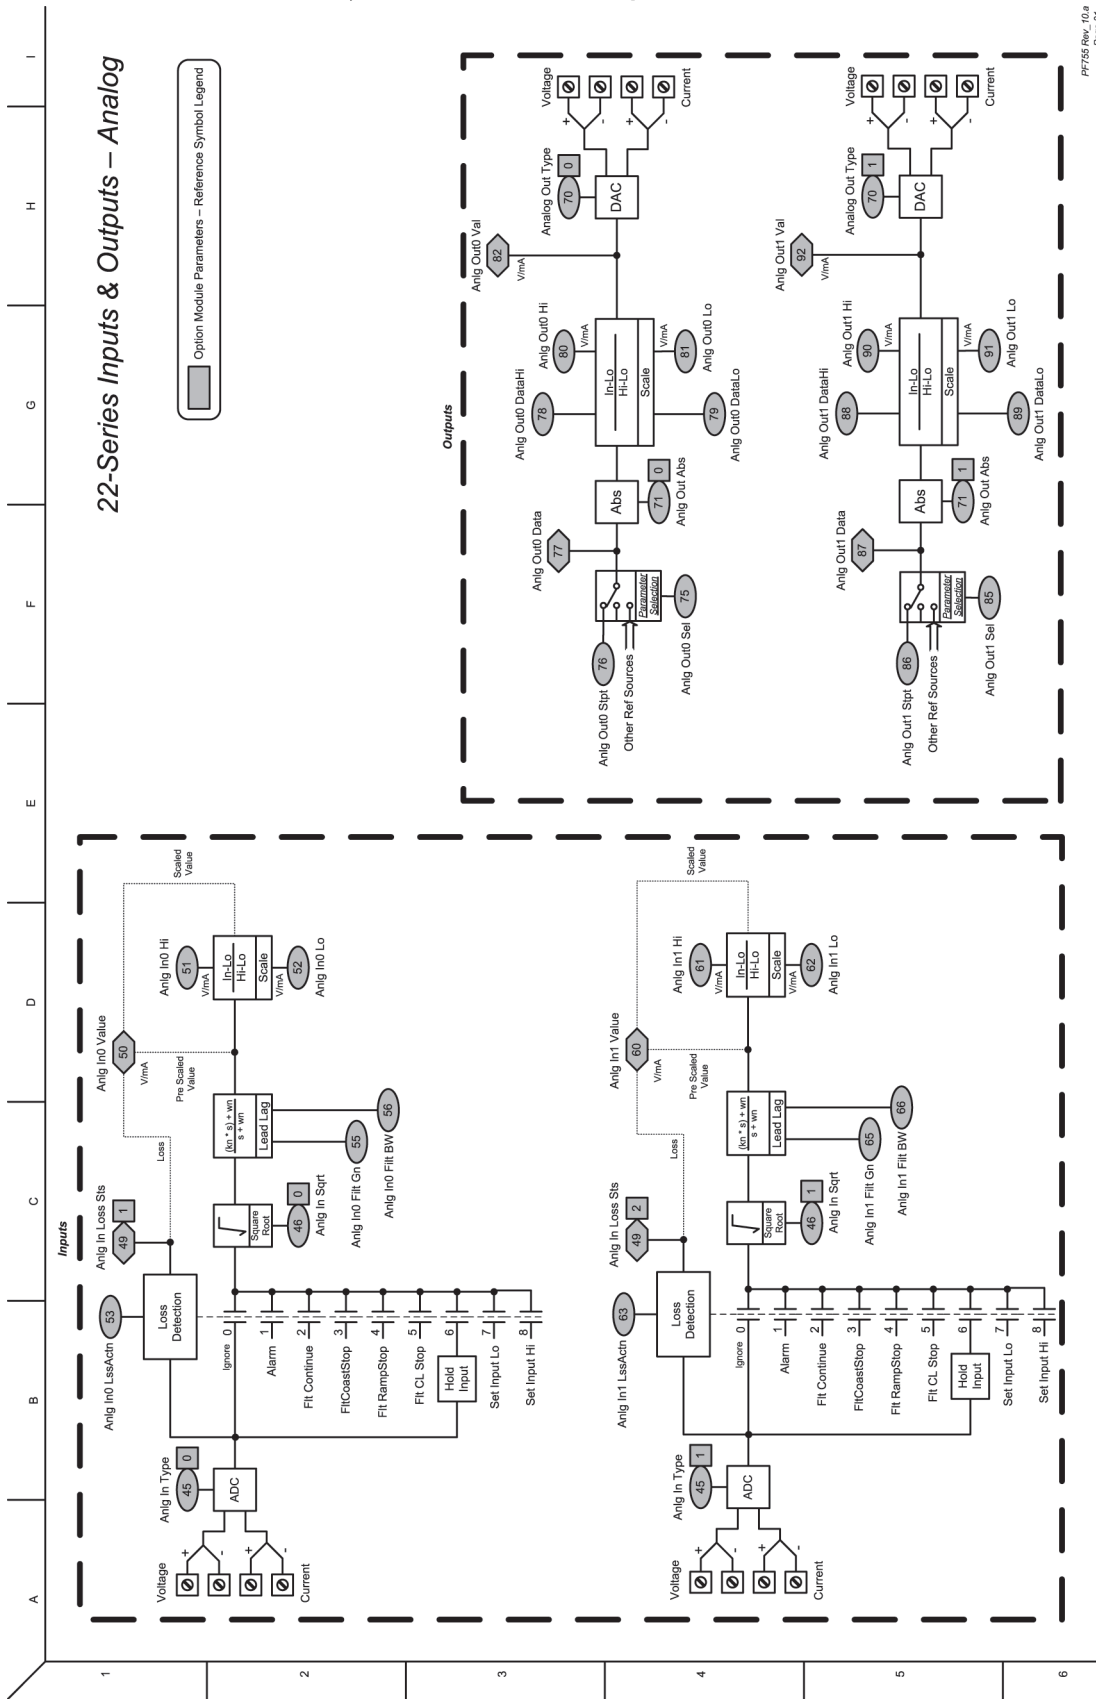 22-Series Inputs & Outputs – Analog
Option Module Parameters – Reference Symbol Legend
A
B
C
D
E
F
G
H
I
1
2
3
4
5
6
Inputs
Voltage
+
-
+
-
Current
Anlg In Type
45
0
ADC
Anlg In0 LssActn
53
Loss
Detection
Anlg In Loss Sts
49
1
Loss
Ignore
0
1
Alarm
2
Flt Continue
3
FltCoastStop
4
Flt RampStop
5
Flt CL Stop
6
Hold
Input
7
Set Input Lo
8
Set Input Hi
Square
Root
46
0
Anlg In Sqrt
(kn * s) + wn
s + wn
Lead Lag
55
Anlg In0 Filt Gn
56
Anlg In0 Filt BW
Anlg In0 Value
50
V/mA
Pre Scaled
Value
Scaled
Value
Anlg In0 Hi
51
V/mA
In-Lo
Hi-Lo
Scale
V/mA
52
Anlg In0 Lo
Voltage
+
-
+
-
Current
Anlg In Type
45
1
ADC
Anlg In1 LssActn
63
Loss
Detection
Anlg In Loss Sts
49
2
Loss
Ignore
0
1
Alarm
2
Flt Continue
3
FltCoastStop
4
Flt RampStop
5
Flt CL Stop
6
Hold
Input
7
Set Input Lo
8
Set Input Hi
Square
Root
46
1
Anlg In Sqrt
(kn * s) + wn
s + wn
Lead Lag
65
Anlg In1 Filt Gn
66
Anlg In1 Filt BW
Anlg In1 Value
60
V/mA
Pre Scaled
Value
Scaled
Value
Anlg In1 Hi
61
V/mA
In-Lo
Hi-Lo
Scale
V/mA
62
Anlg In1 Lo
Outputs
Anlg Out0 Stpt
76
Other Ref Sources
Parameter
Selection
75
Anlg Out0 Sel
Anlg Out0 Data
77
Abs
71
0
Anlg Out Abs
Anlg Out0 DataHi
78
Anlg Out0 Hi
80
V/mA
In-Lo
Hi-Lo
Scale
79
Anlg Out0 DataLo
V/mA
81
Anlg Out0 Lo
Anlg Out0 Val
82
V/mA
Analog Out Type
70
0
DAC
Voltage
+
-
+
-
Current
Anlg Out1 Stpt
86
Other Ref Sources
Parameter
Selection
85
Anlg Out1 Sel
Anlg Out1 Data
87
Abs
71
1
Anlg Out Abs
Anlg Out1 DataHi
88
Anlg Out1 Hi
90
V/mA
In-Lo
Hi-Lo
Scale
89
Anlg Out1 DataLo
V/mA
91
Anlg Out1 Lo
Anlg Out1 Val
92
V/mA
Analog Out Type
70
1
DAC
Voltage
+
-
+
-
Current
PF755 Rev_10.a